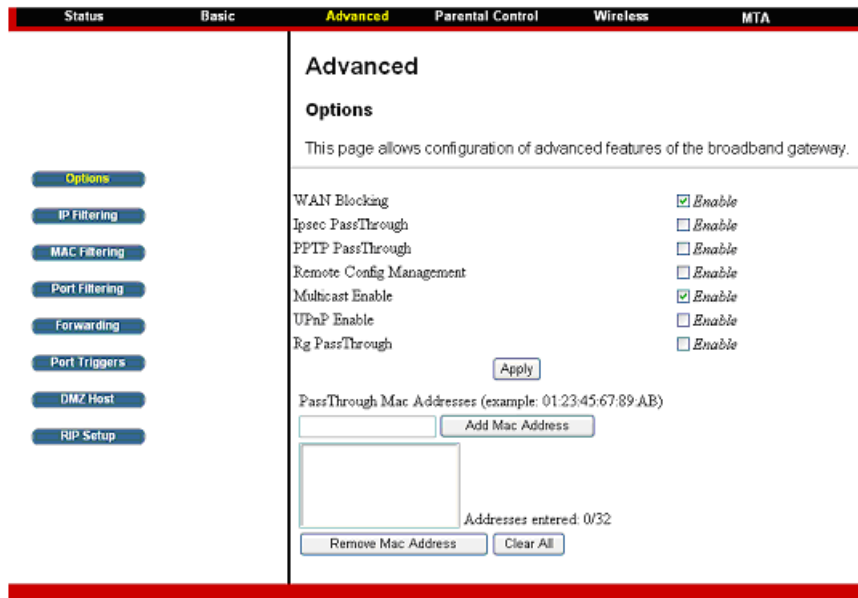 Status Basic Advanced Parental Control Wireless MTA
Advanced
Options
This page allows configuration of advanced features of the broadband gateway.
Options
IP Filtering
MAC Filtering
Port Filtering
Forwarding
Port Triggers
DMZ Host
RIP Setup
WAN Blocking Enable
Ipsec PassThrough Enable
PPTP PassThrough Enable
Remote Config Management Enable
Multicast Enable Enable
UPnP Enable Enable
Rg PassThrough Enable
Apply
PassThrough Mac Addresses (example: 01:23:45:67:89:AB)
Add Mac Address
Addresses entered: 0/32
Remove Mac Address Clear All